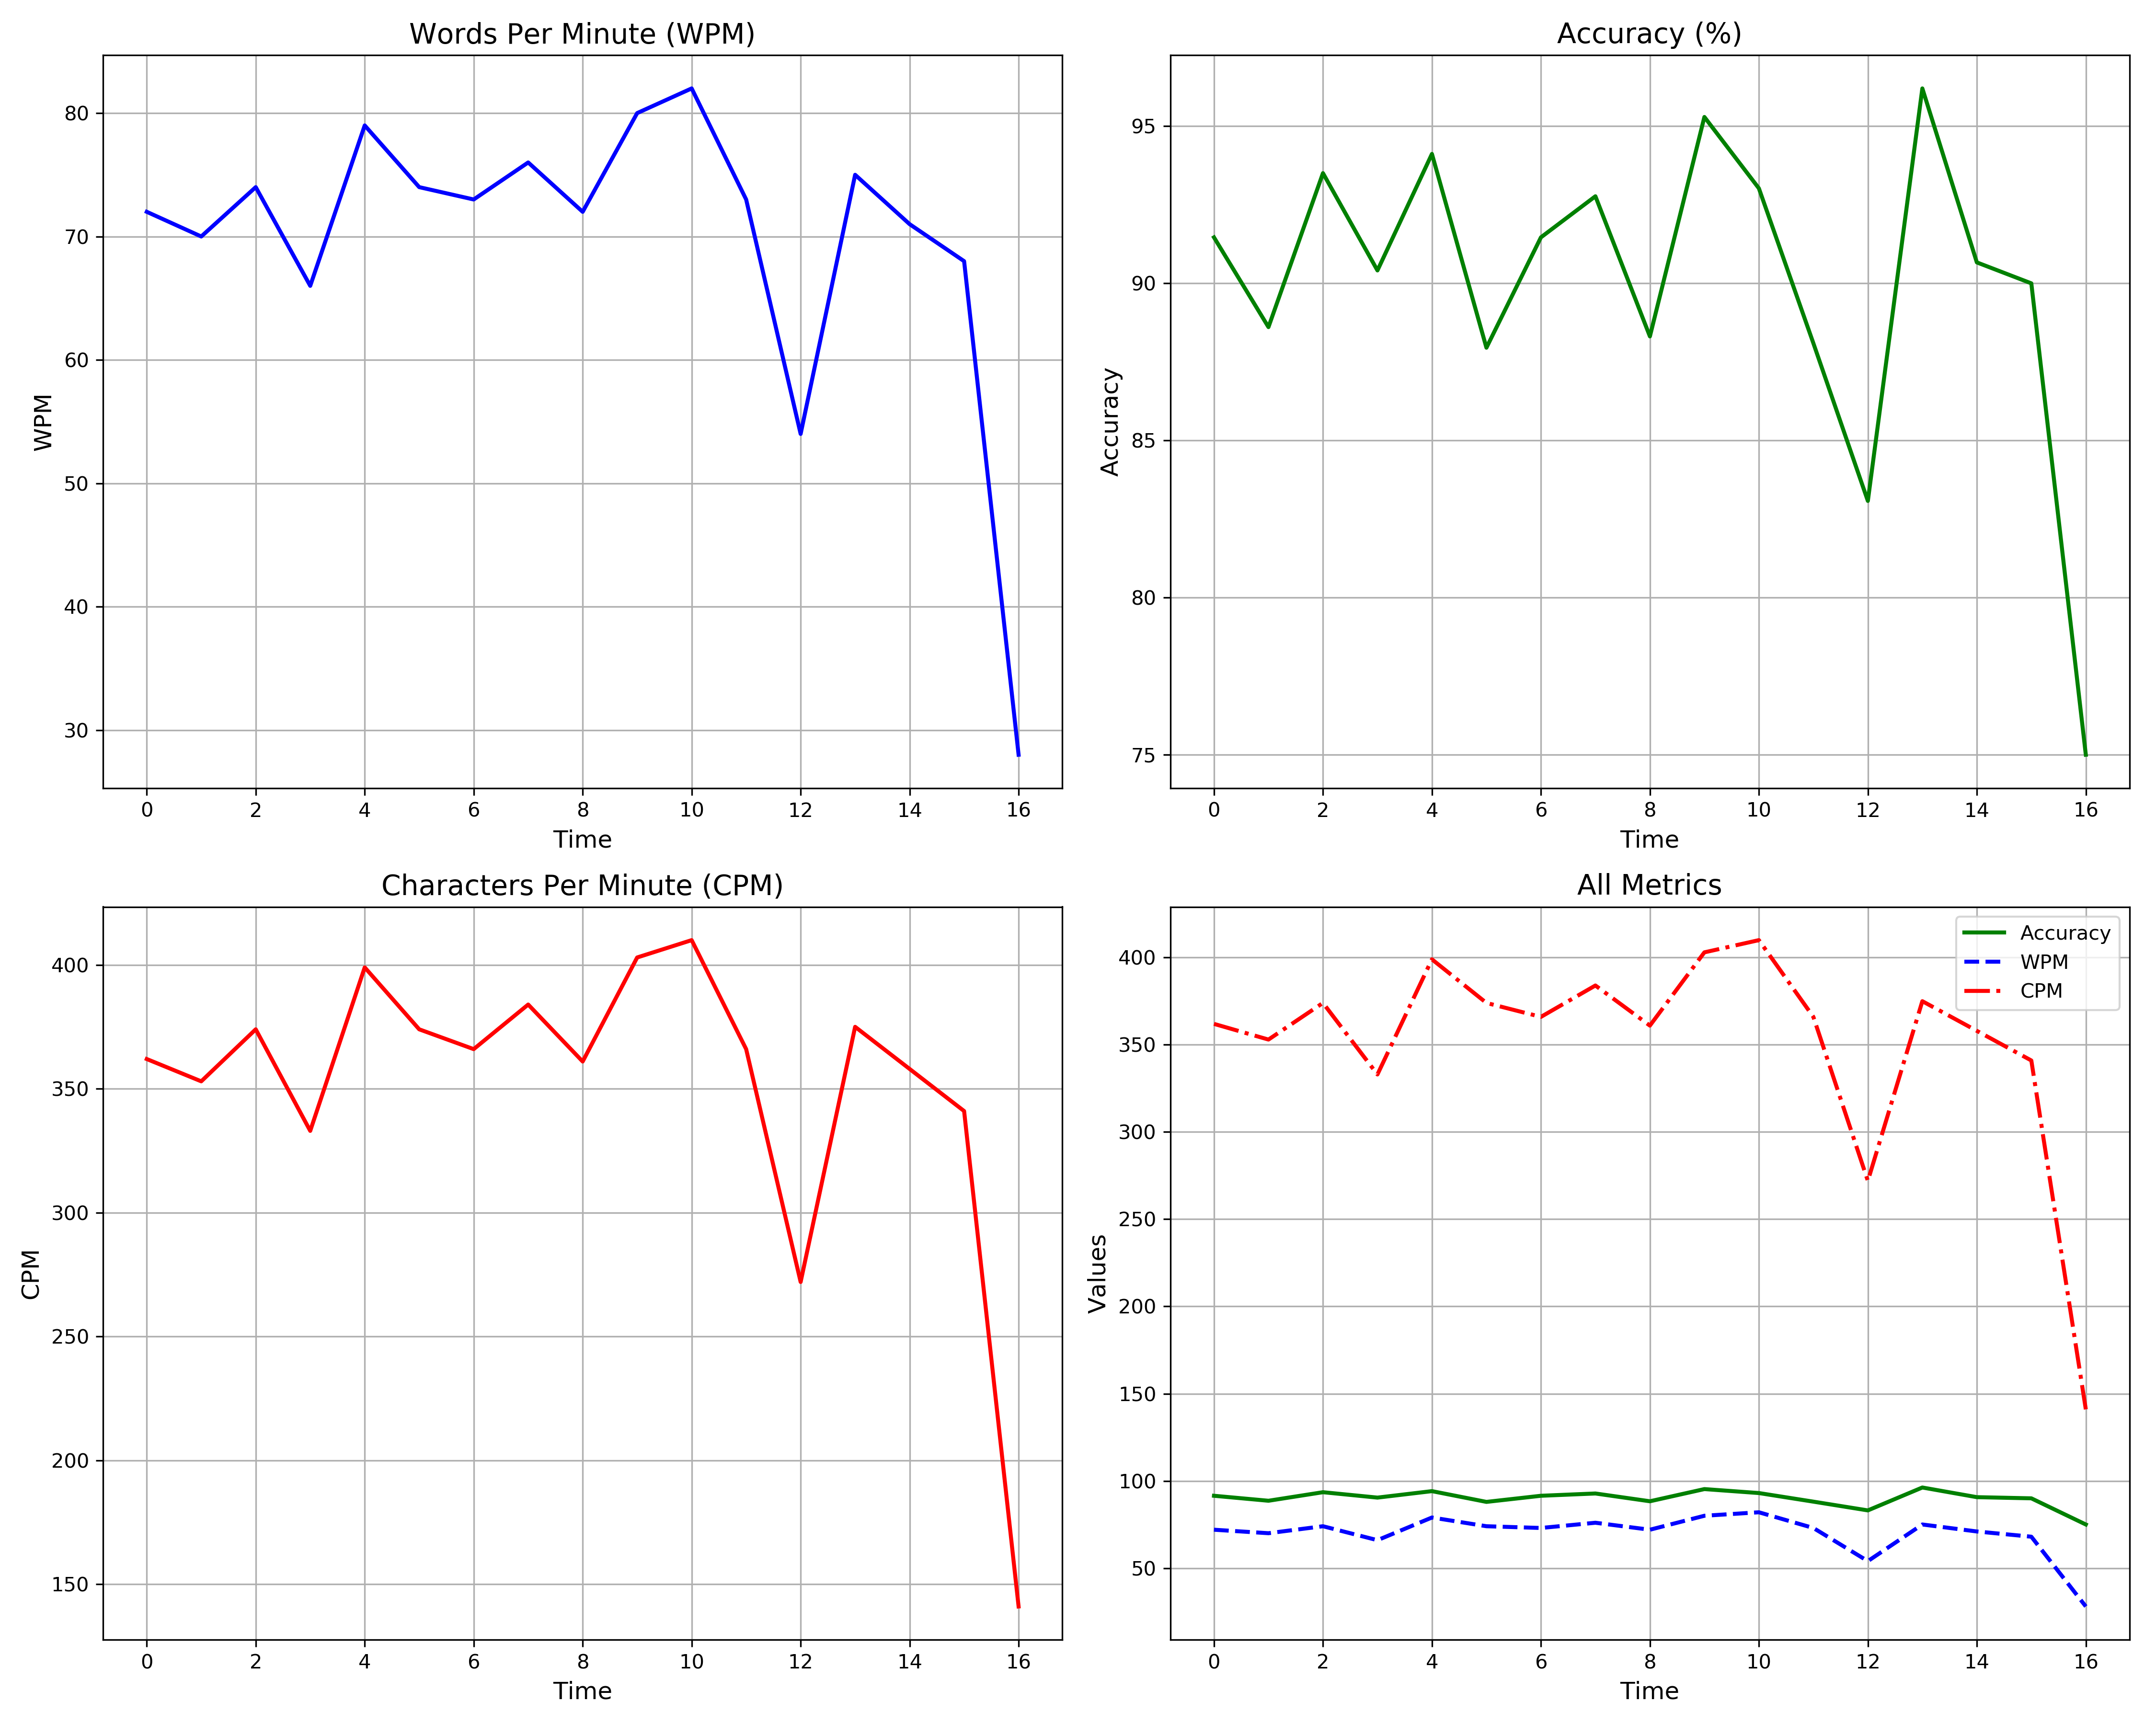 Words Per Minute (WPM)
80
70
60
50
40
30
WPM
0 2 4 6 8 10 12 14 16
Time
Accuracy (%)
95
90
85
80
75
Accuracy
0 2 4 6 8 10 12 14 16
Time
Characters Per Minute (CPM)
400
350
300
250
200
150
CPM
0 2 4 6 8 10 12 14 16
Time
All Metrics
Accuracy
WPM
CPM
400
350
300
250
200
150
100
50
Values
0 2 4 6 8 10 12 14 16
Time